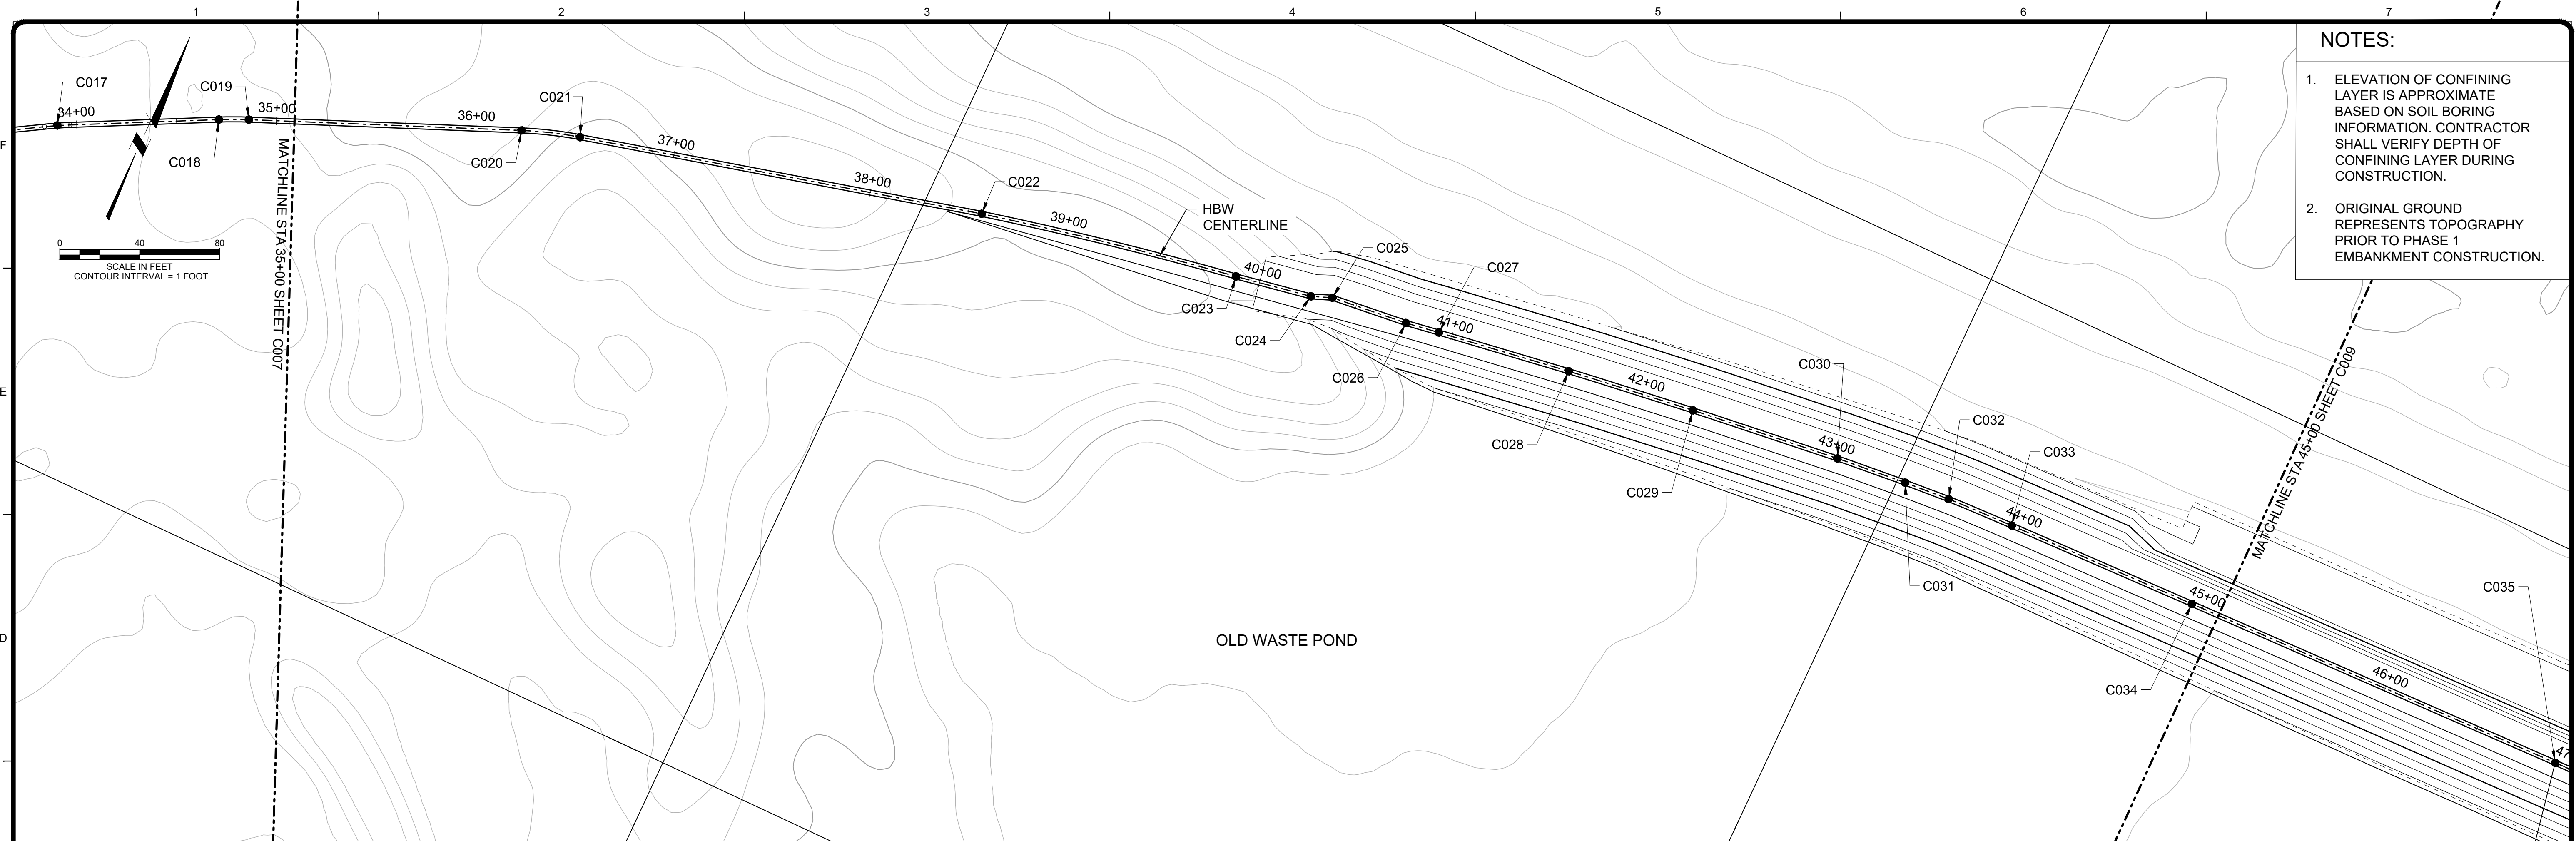 1
2
3
4
5
6
7
F
E
D
NOTES:
1. ELEVATION OF CONFINING
LAYER IS APPROXIMATE
BASED ON SOIL BORING
INFORMATION. CONTRACTOR
SHALL VERIFY DEPTH OF
CONFINING LAYER DURING
CONSTRUCTION.
2. ORIGINAL GROUND
REPRESENTS TOPOGRAPHY
PRIOR TO PHASE 1
EMBANKMENT CONSTRUCTION.
C017
34+00
C018
C019
35+00
36+00
C020
C021
37+00
38+00
C022
39+00
HBW
CENTERLINE
40+00
C023
C024
C025
C026
C027
41+00
C028
42+00
C029
C030
43+00
C031
C032
C033
44+00
C034
45+00
46+00
C035
47
MATCHLINE STA 35+00 SHEET C007
MATCHLINE STA 45+00 SHEET C009
0 40 80
SCALE IN FEET
CONTOUR INTERVAL = 1 FOOT
OLD WASTE POND